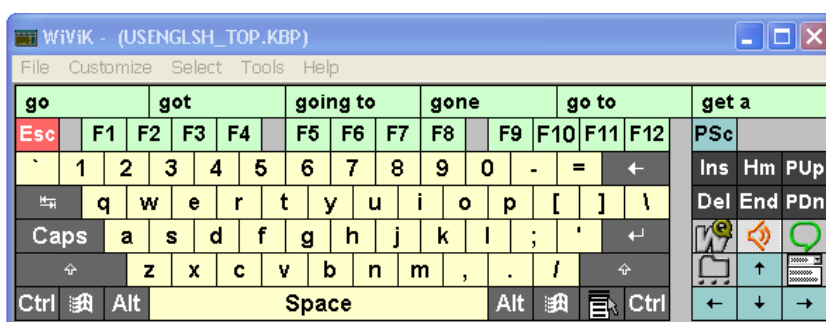 WiViK - (USENGLSH_TOP.KBP)
File Customize Select Tools Help
go got going to gone go to get a
Esc F1 F2 F3 F4 F5 F6 F7 F8 F9 F10 F11 F12 PSc
` 1 2 3 4 5 6 7 8 9 0 - = ← Ins Hm PUp
q w e r t y u i o p [ ] \ Del End PDn
Caps a s d f g h j k l ; '
z x c v b n m , . / ↑
Ctrl Alt Space Alt Ctrl ← ↓ →